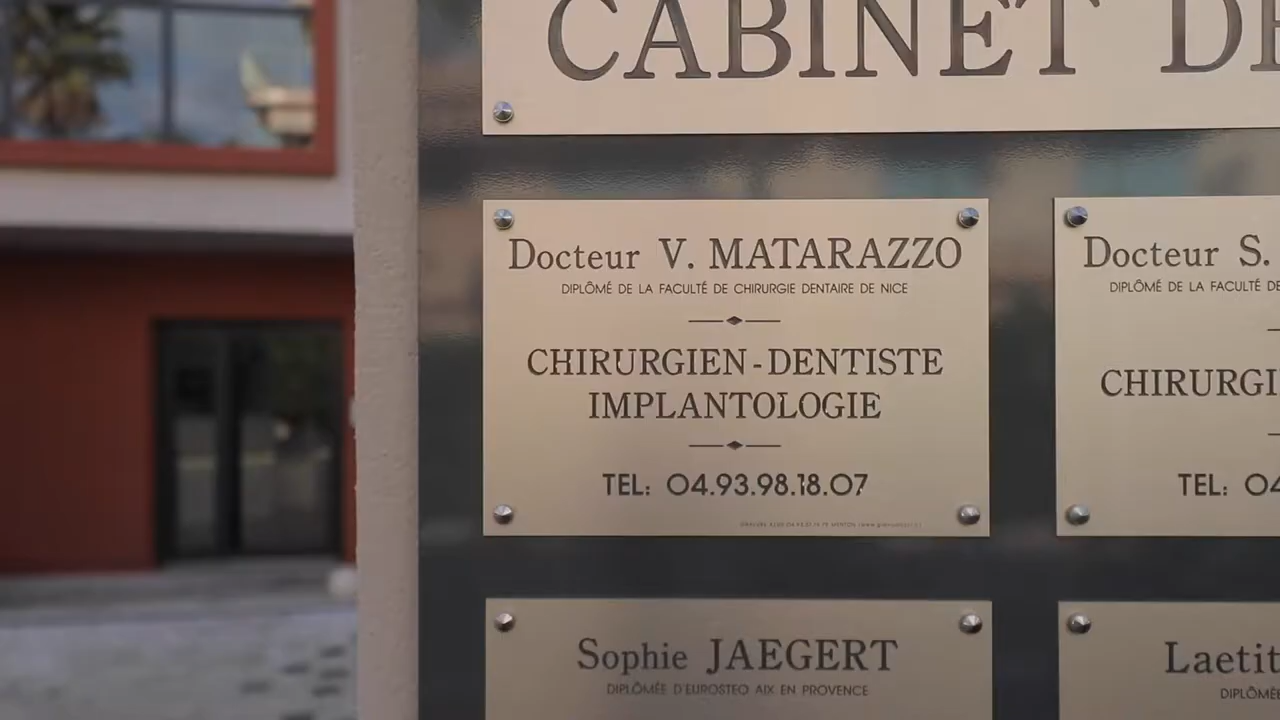 CABINET DE
Docteur V. MATARAZZO
DIPLÔMÉ DE LA FACULTÉ DE CHIRURGIE DENTAIRE DE NICE
CHIRURGIEN-DENTISTE
IMPLANTOLOGIE
TEL: 04.93.98.18.07
Docteur S.
DIPLÔMÉ DE LA FACULTÉ DE
CHIRURGI
TEL: 04
Sophie JAEGERT
DIPLÔMÉE D'EUROSTEO AIX EN PROVENCE
Laetit
DIPLÔMÉE